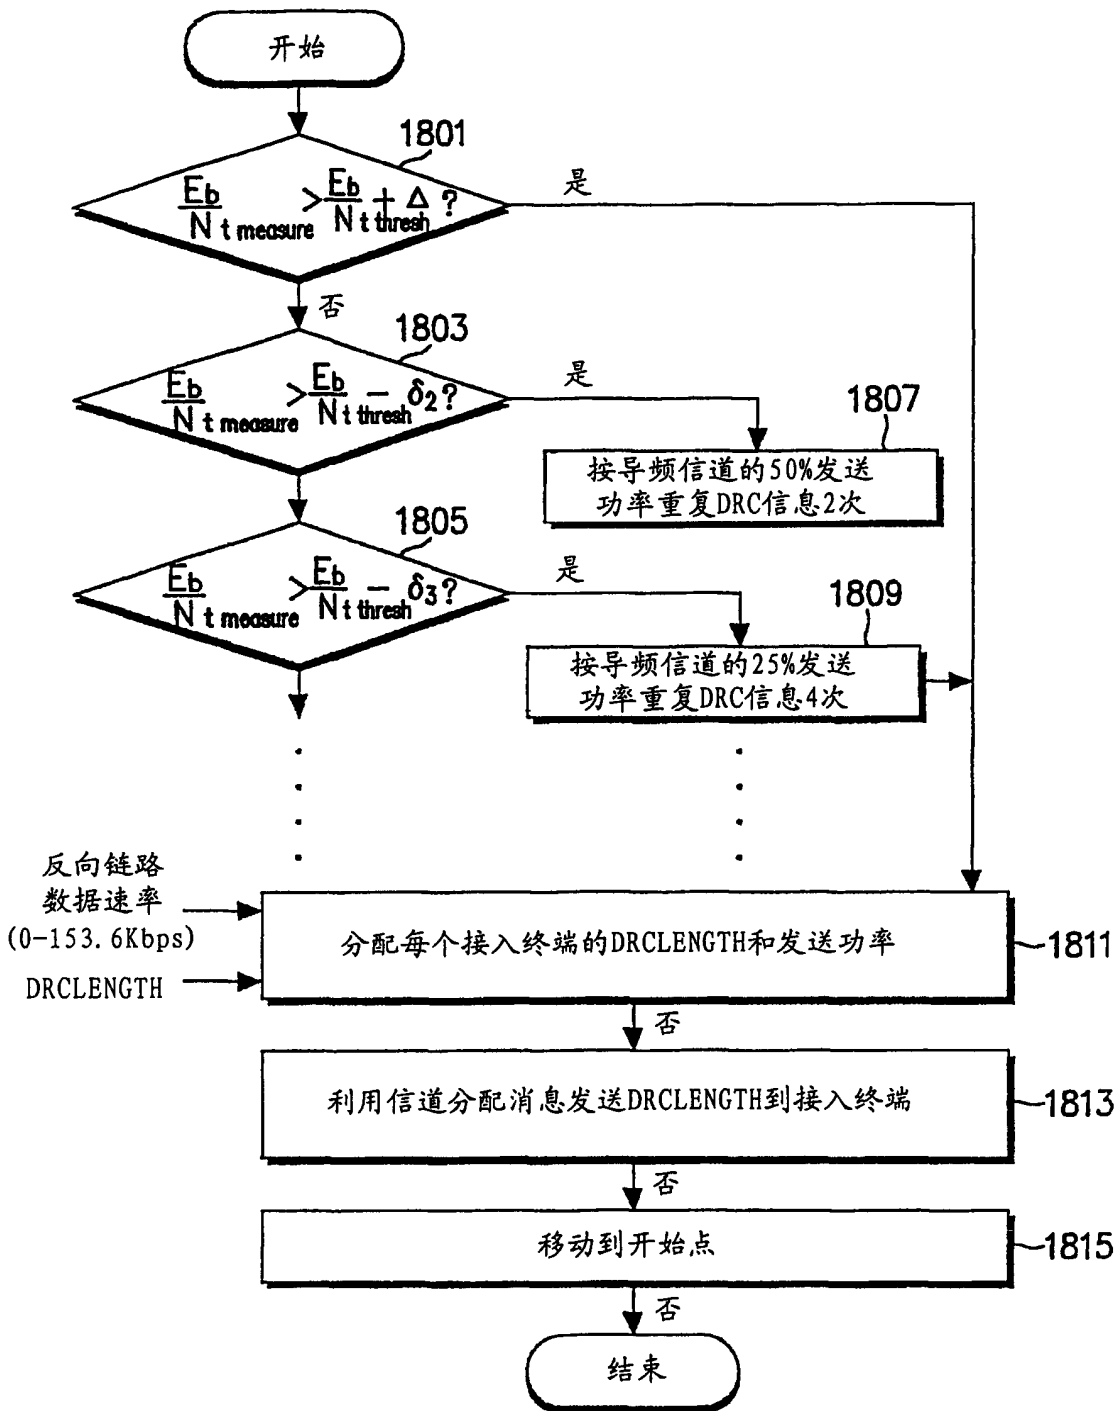 开始
1801
Eb/Nt measure > Eb/Nt thresh + Δ ?
是
否
1803
Eb/Nt measure > Eb/Nt thresh - δ2?
是
1807
按导频信道的50%发送
功率重复DRC信息2次
1805
Eb/Nt measure > Eb/Nt thresh - δ3?
是
1809
按导频信道的25%发送
功率重复DRC信息4次
反向链路
数据速率
(0-153.6Kbps)
DRCLENGTH
分配每个接入终端的DRCLENGTH和发送功率
1811
否
利用信道分配消息发送DRCLENGTH到接入终端
1813
否
移动到开始点
1815
否
结束